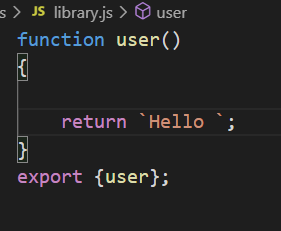 s > JS library.js > user
function user()
{
return `Hello `;
}
export {user};